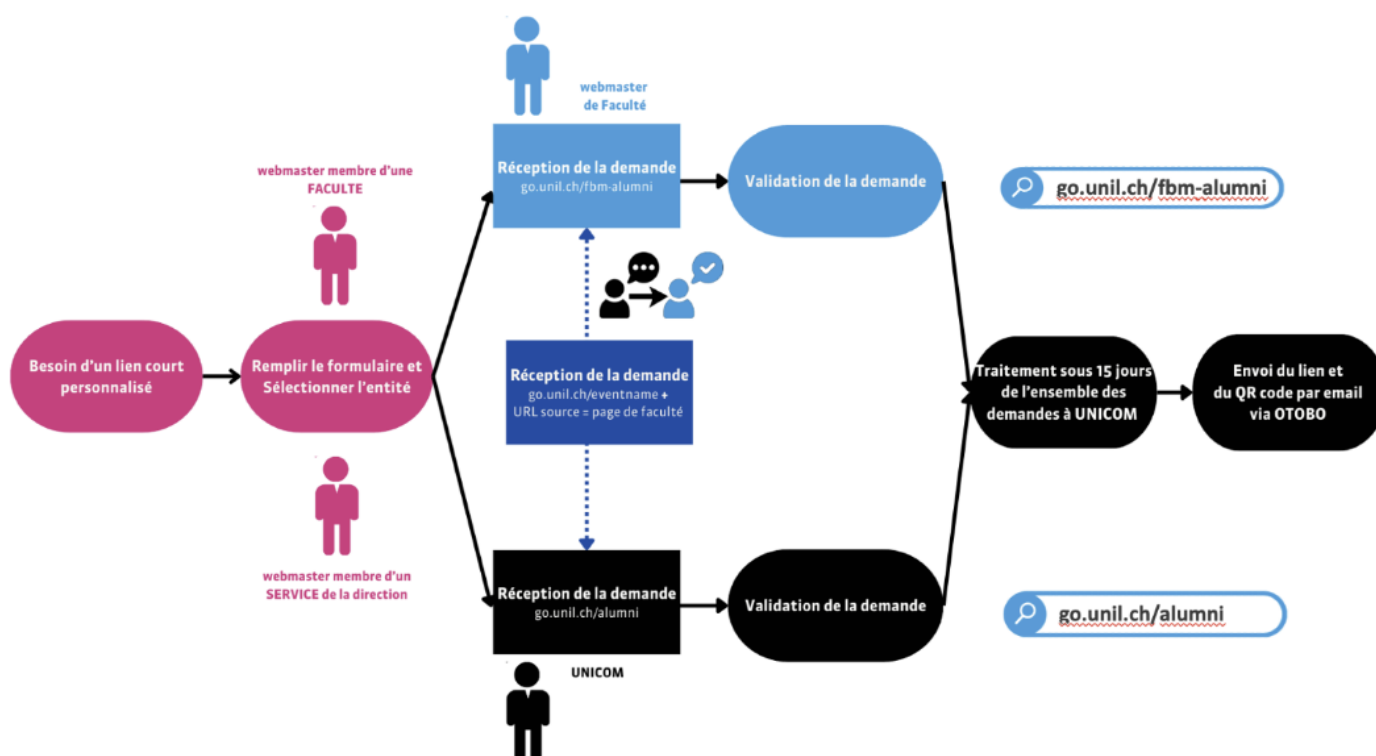 webmaster
de Faculté
webmaster membre d'une
FACULTE
Réception de la demande
go.unil.ch/fbm-alumni
Validation de la demande
go.unil.ch/fbm-alumni
Besoin d'un lien court
personnalisé
Remplir le formulaire et
Sélectionner l'entité
Réception de la demande
go.unil.ch/eventname +
URL source = page de faculté
Traitement sous 15 jours
de l'ensemble des
demandes à UNICOM
Envoi du lien et
du QR code par email
via OTOBO
webmaster membre d'un
SERVICE de la direction
Réception de la demande
go.unil.ch/alumni
Validation de la demande
go.unil.ch/alumni
UNICOM